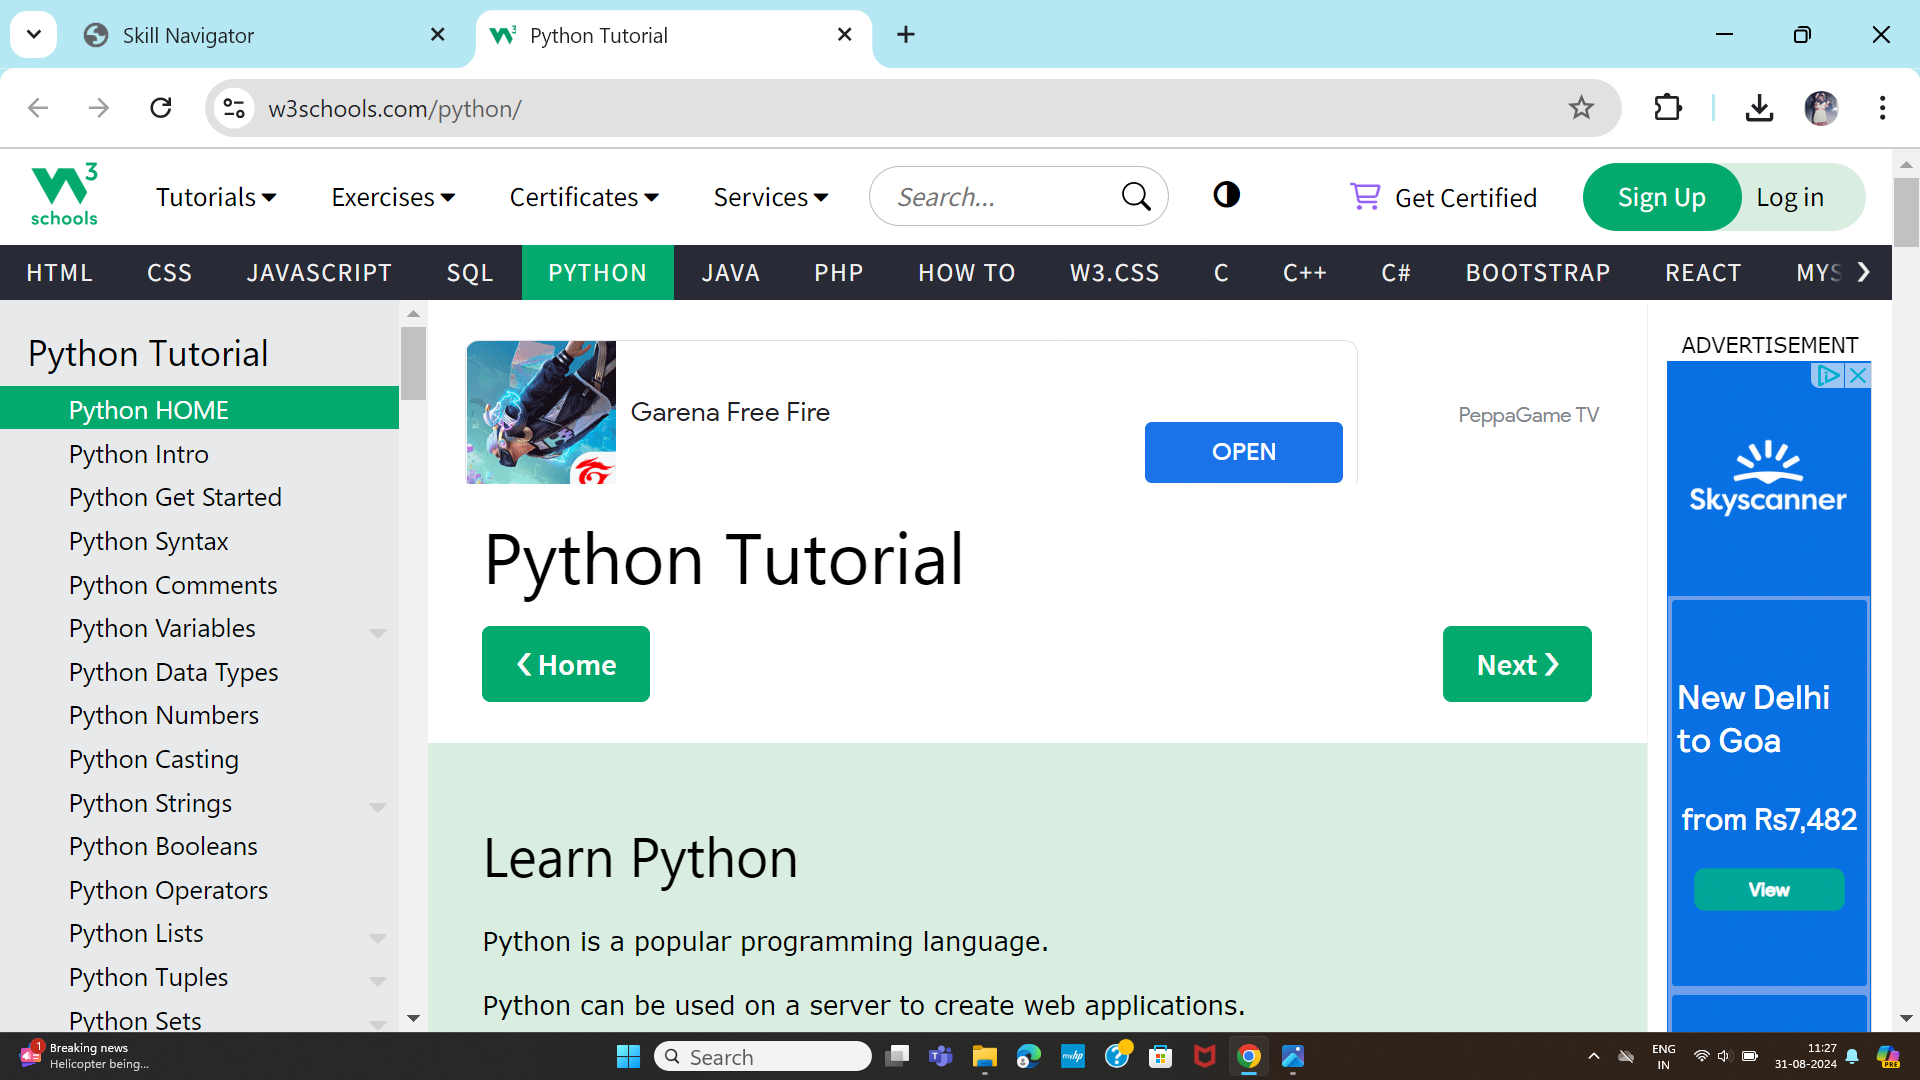 Skill Navigator
Python Tutorial
w3schools.com/python/
3
schools
Tutorials
Exercises
Certificates
Services
Search...
Get Certified
Sign Up
Log in
HTML
CSS
JAVASCRIPT
SQL
PYTHON
JAVA
PHP
HOW TO
W3.CSS
C
C++
C#
BOOTSTRAP
REACT
MYS
Python Tutorial
Python HOME
Python Intro
Python Get Started
Python Syntax
Python Comments
Python Variables
Python Data Types
Python Numbers
Python Casting
Python Strings
Python Booleans
Python Operators
Python Lists
Python Tuples
Python Sets
Garena Free Fire
OPEN
PeppaGame TV
Python Tutorial
❮ Home
Next ❯
Learn Python
Python is a popular programming language.
Python can be used on a server to create web applications.
ADVERTISEMENT
Skyscanner
New Delhi
to Goa
from Rs7,482
View
1
Breaking news
Helicopter being...
Search
myhp
ENG
IN
11:27
31-08-2024
PRE